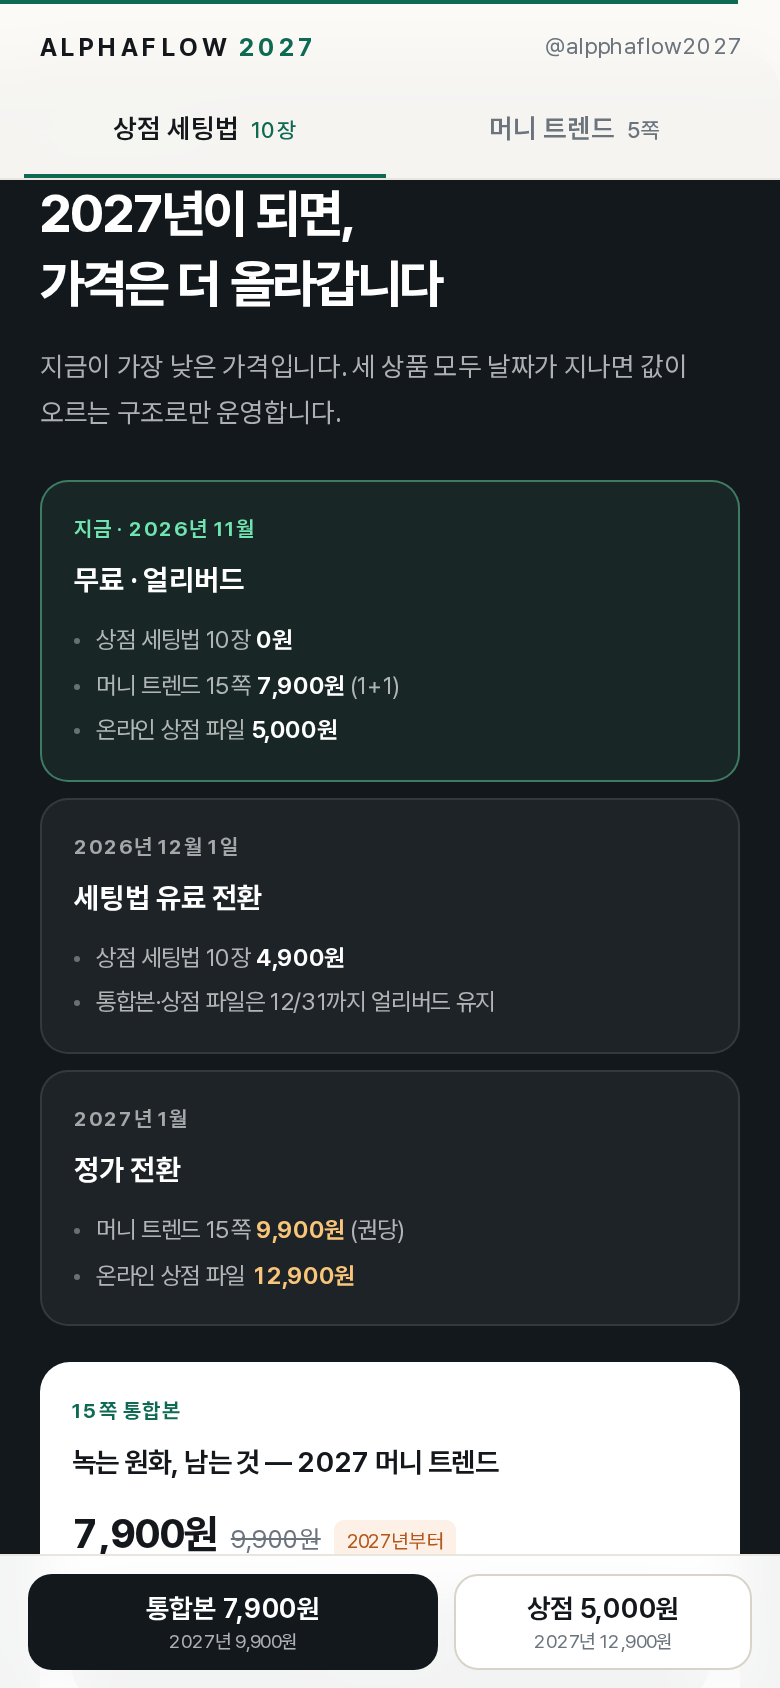 ALPHAFLOW 2027
@alpphaflow2027
상점 세팅법 10장
머니 트렌드 5쪽
2027년이 되면,
가격은 더 올라갑니다
지금이 가장 낮은 가격입니다. 세 상품 모두 날짜가 지나면 값이
오르는 구조로만 운영합니다.
지금 · 2026년 11월
무료 · 얼리버드
• 상점 세팅법 10장 0원
• 머니 트렌드 15쪽 7,900원 (1+1)
• 온라인 상점 파일 5,000원
2026년 12월 1일
세팅법 유료 전환
• 상점 세팅법 10장 4,900원
• 통합본·상점 파일은 12/31까지 얼리버드 유지
2027년 1월
정가 전환
• 머니 트렌드 15쪽 9,900원 (권당)
• 온라인 상점 파일 12,900원
15쪽 통합본
녹는 원화, 남는 것 — 2027 머니 트렌드
7,900원 9,900원 2027년부터
통합본 7,900원
2027년 9,900원
상점 5,000원
2027년 12,900원